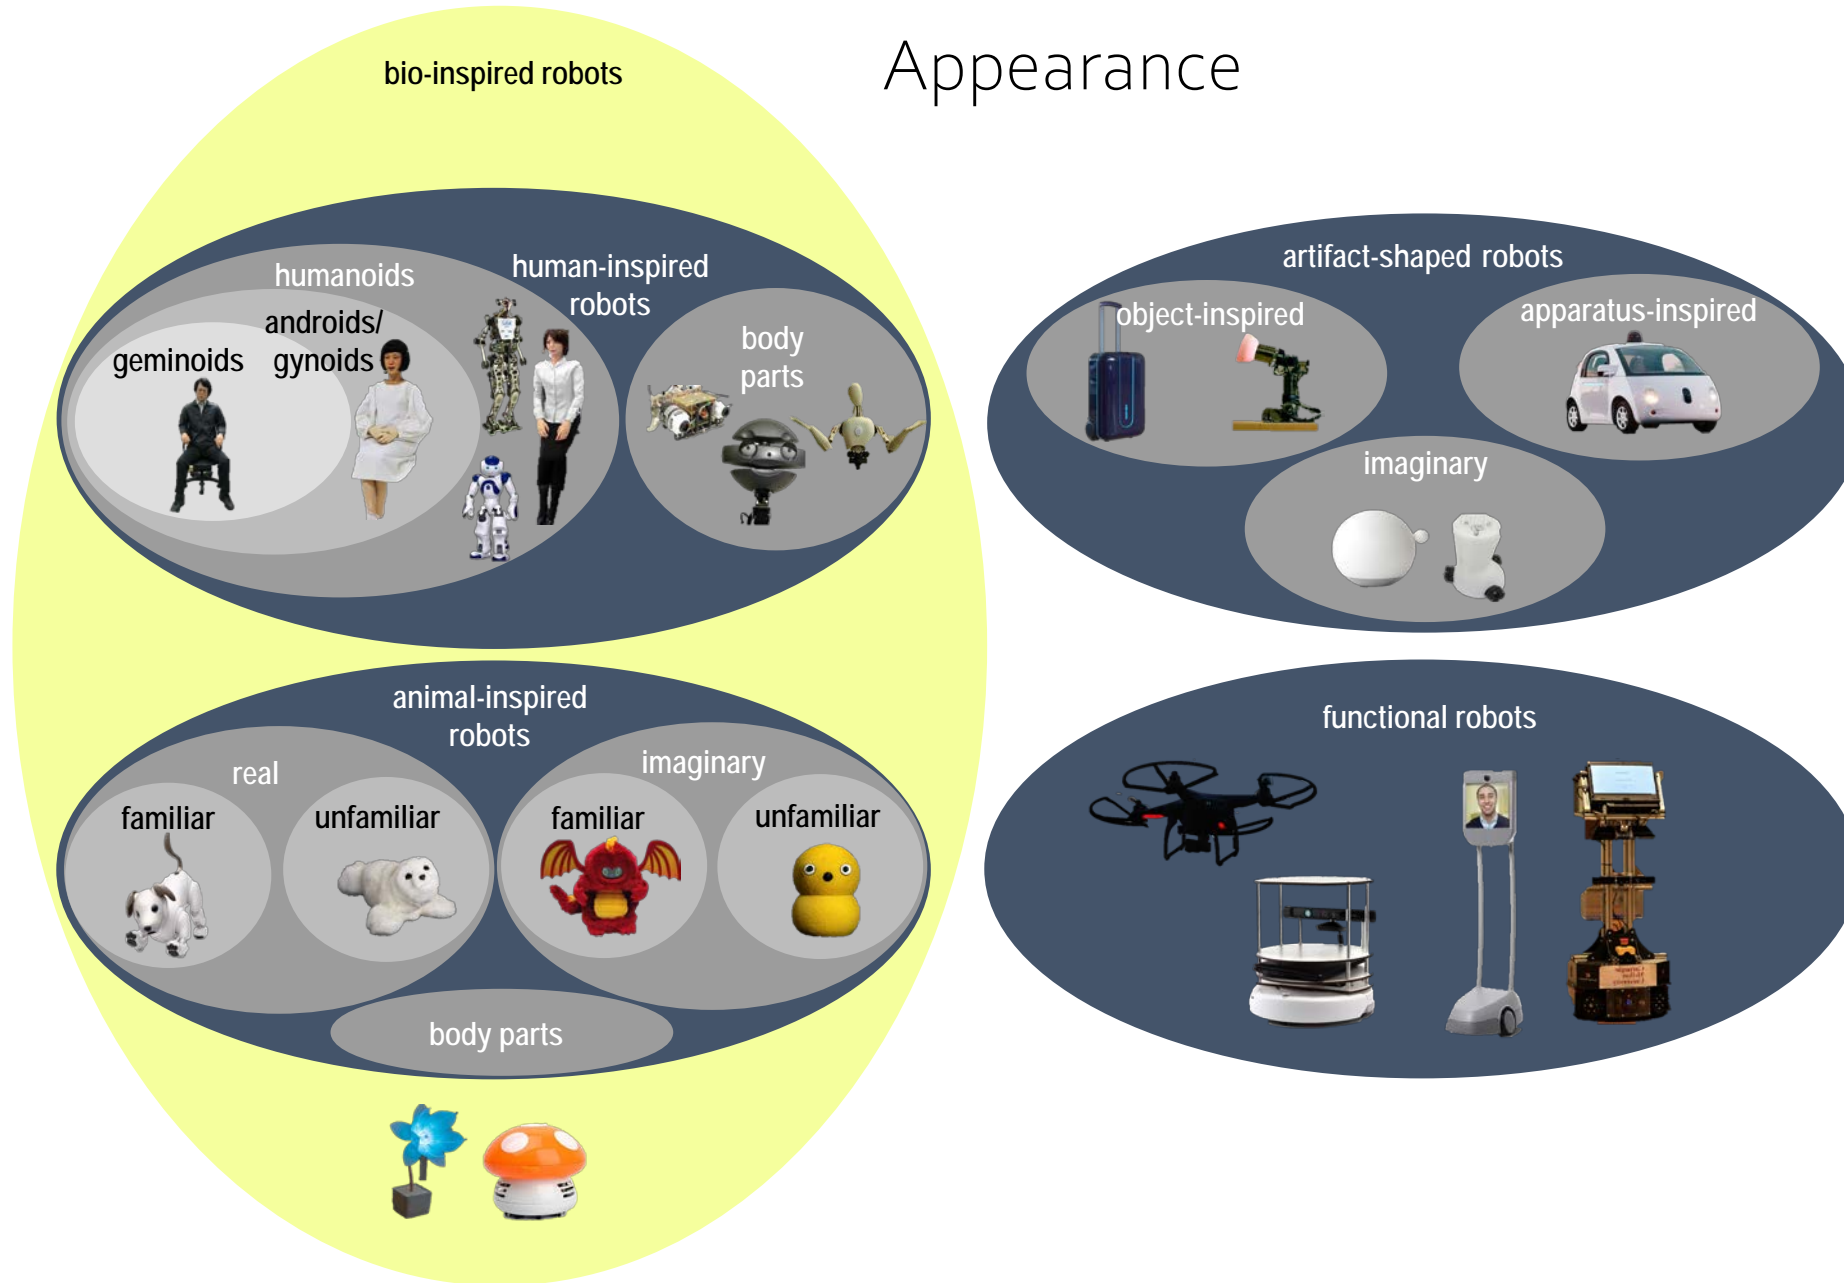 Appearance
bio-inspired robots
human-inspired
robots
humanoids
androids/
gynoids
geminoids
body
parts
animal-inspired
robots
real
familiar
unfamiliar
imaginary
familiar
unfamiliar
body parts
artifact-shaped robots
object-inspired
apparatus-inspired
imaginary
functional robots